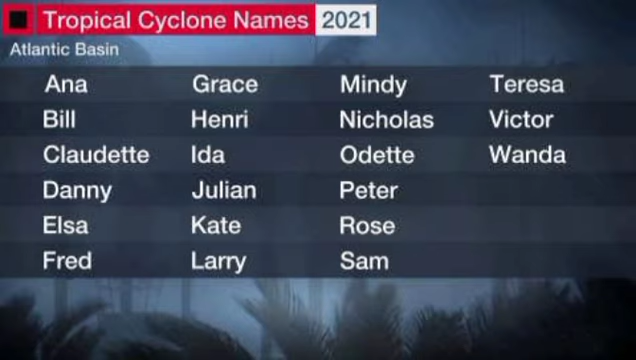 Tropical Cyclone Names 2021
Atlantic Basin
Ana Grace Mindy Teresa
Bill Henri Nicholas Victor
Claudette Ida Odette Wanda
Danny Julian Peter
Elsa Kate Rose
Fred Larry Sam